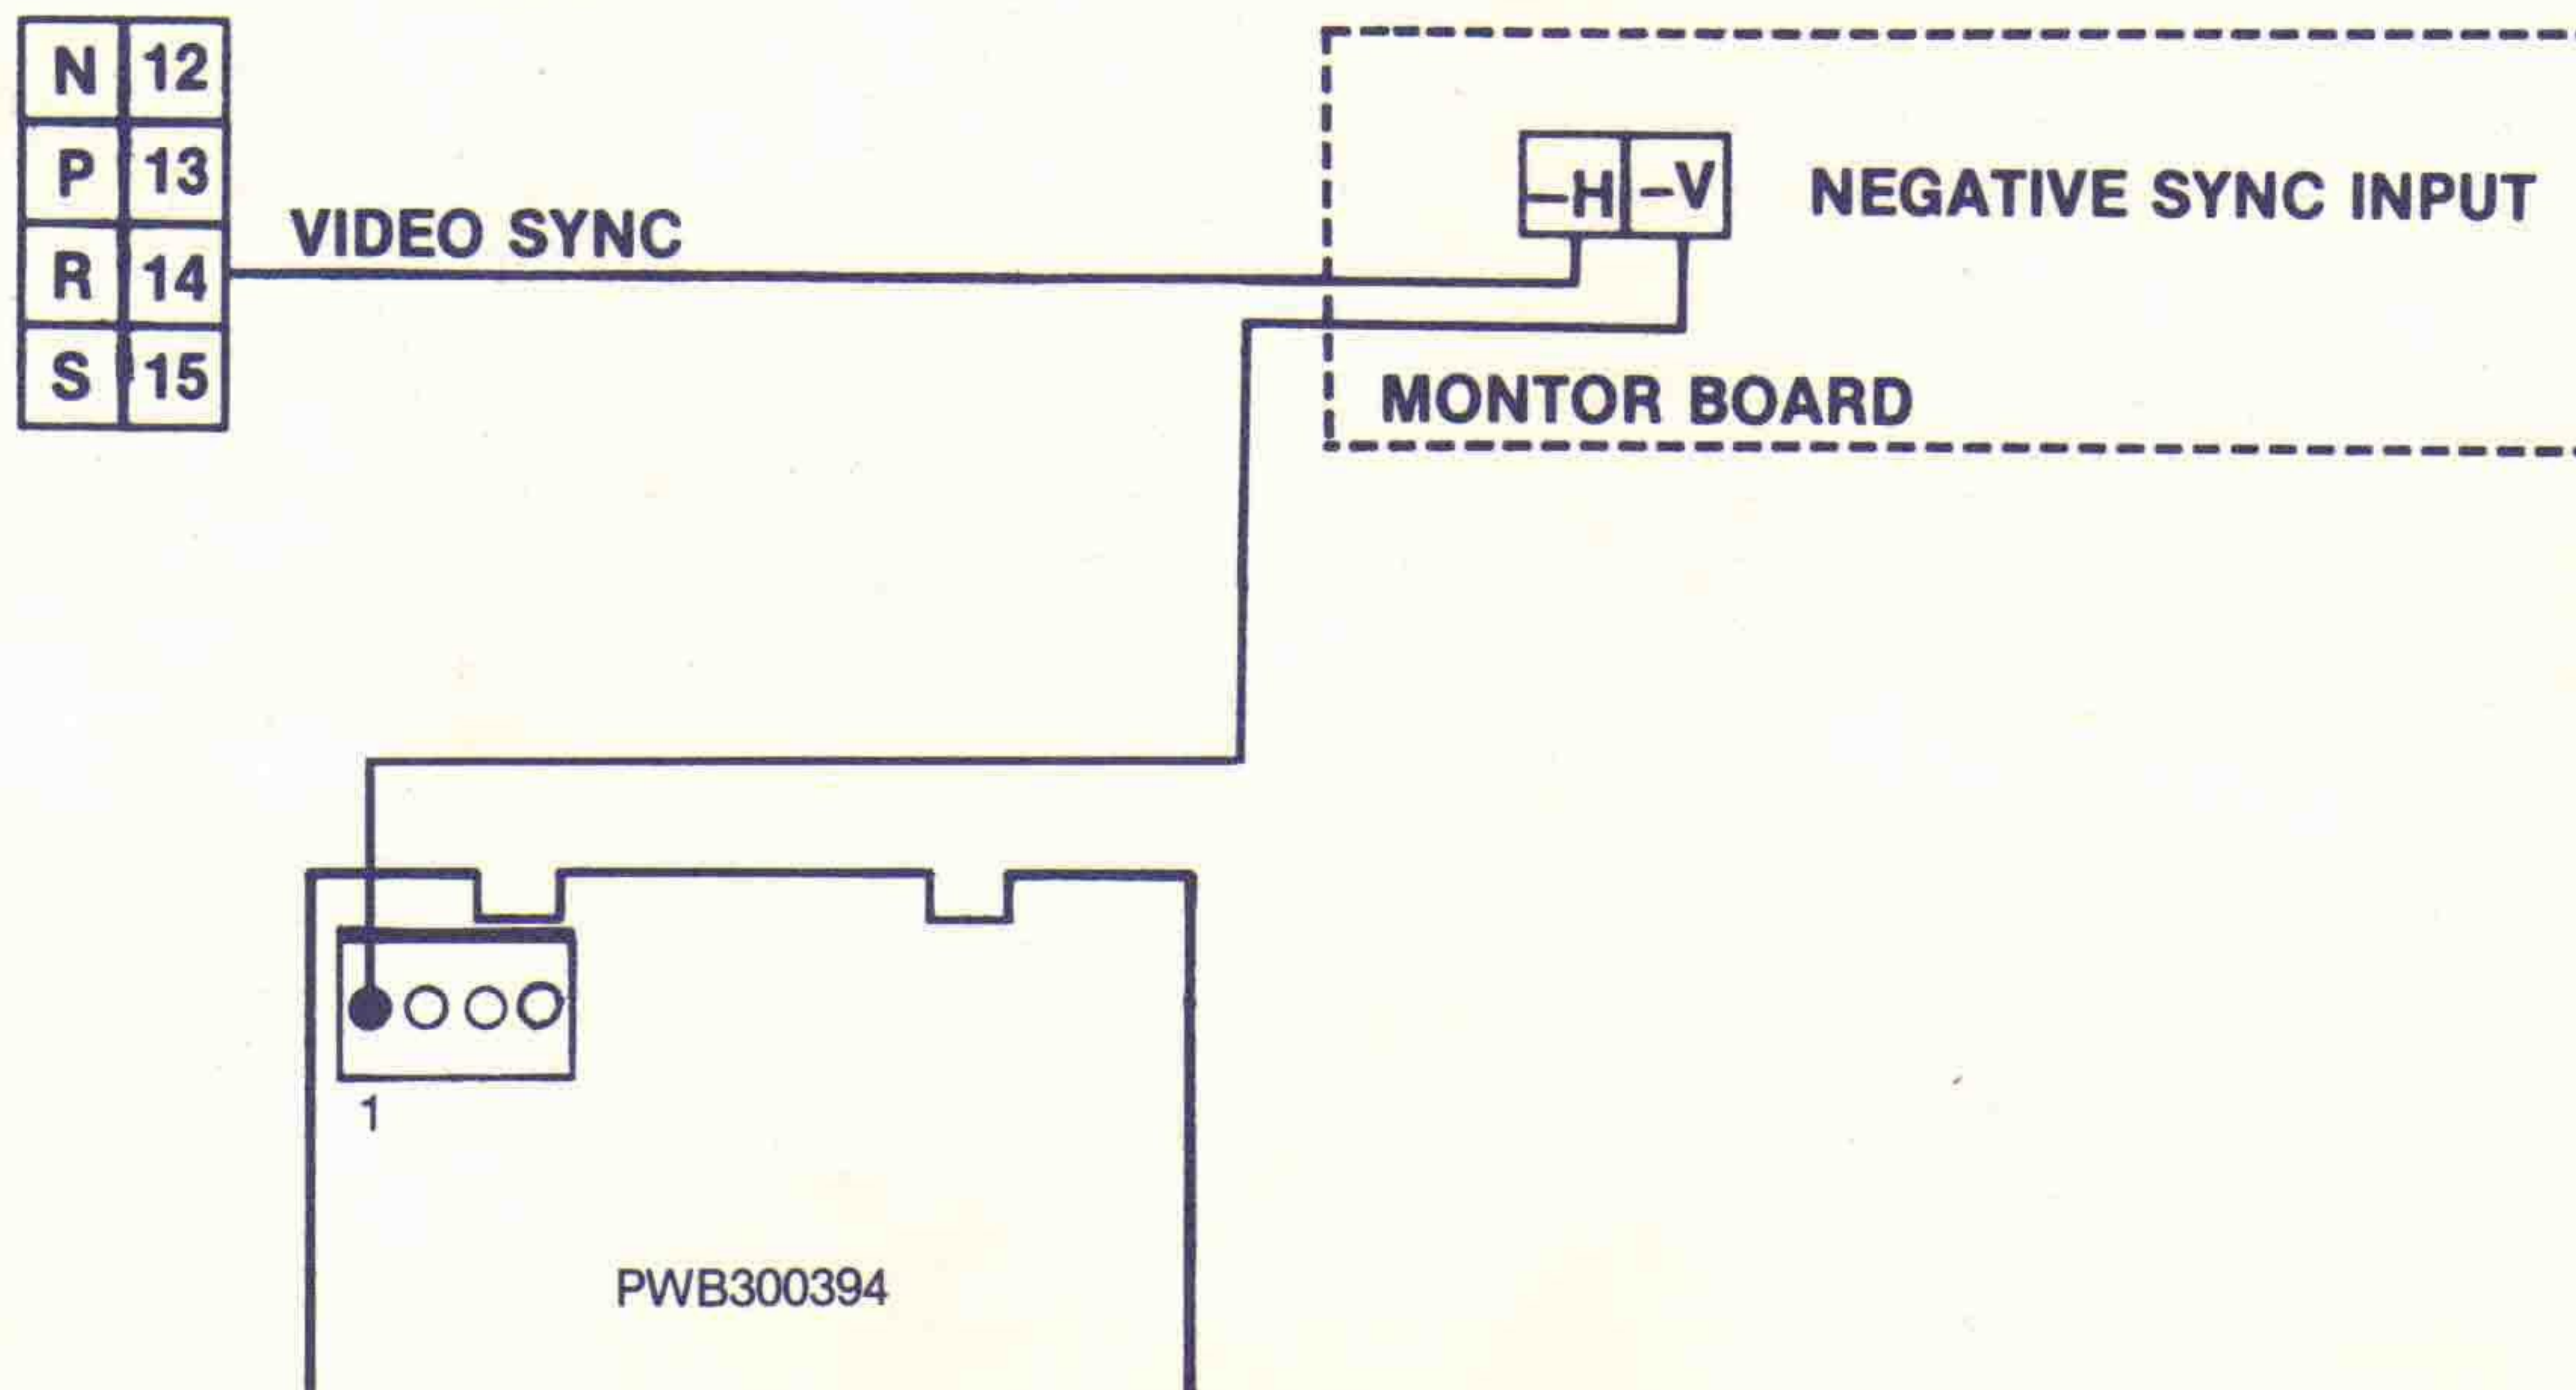 N 12
P 13
R 14
S 15
VIDEO SYNC
–H –V
NEGATIVE SYNC INPUT
MONTOR BOARD
1
PWB300394